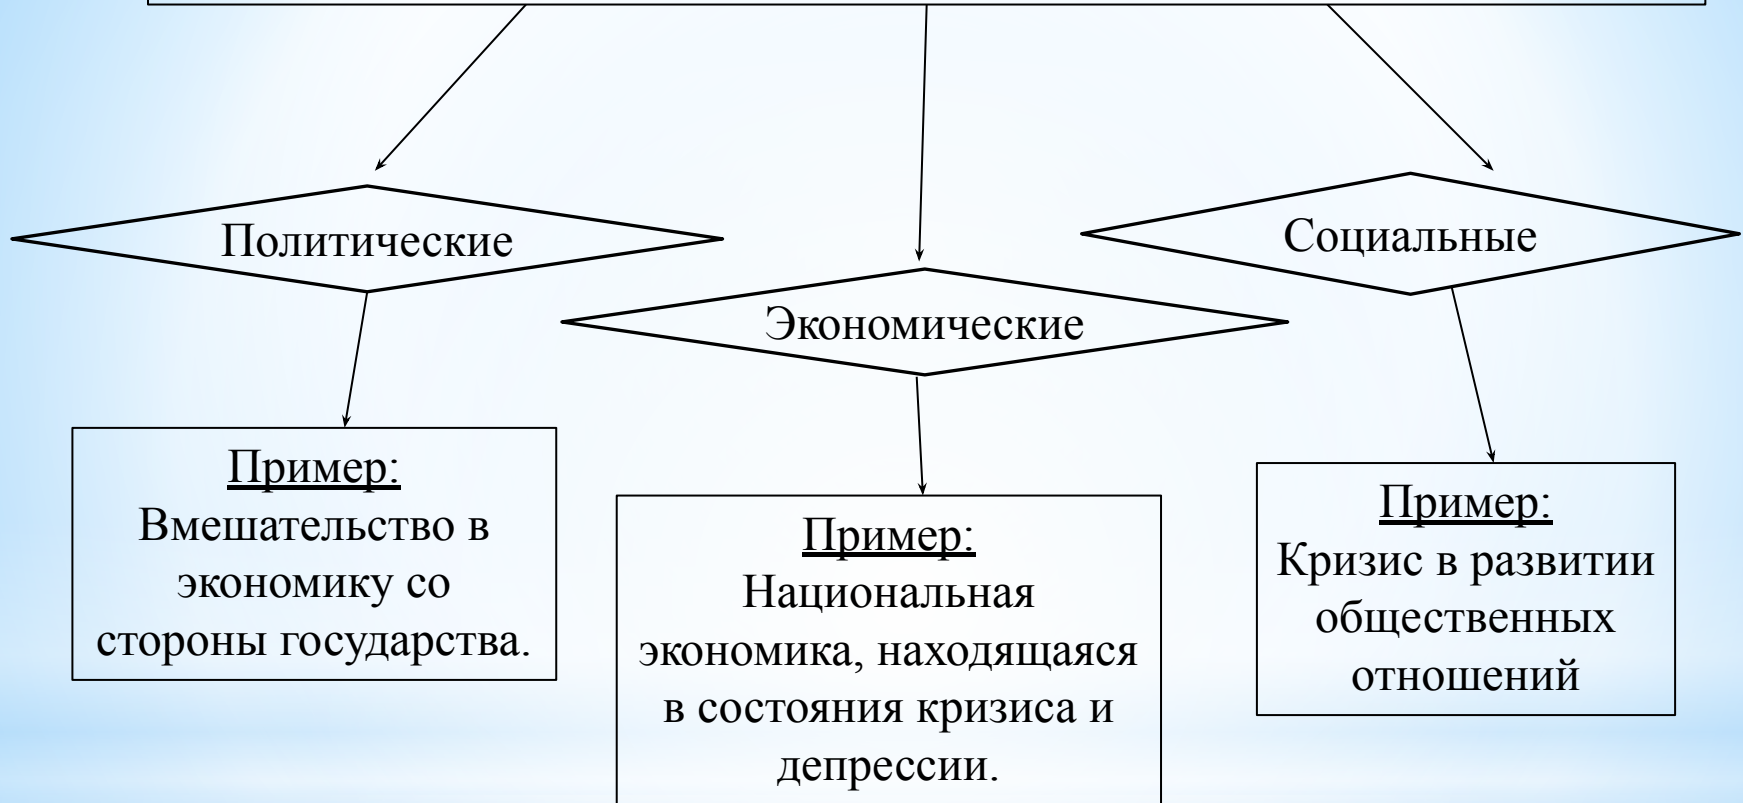 Политические
Экономические
Социальные
Пример:
Вмешательство в
экономику со
стороны государства.
Пример:
Национальная
экономика, находящаяся
в состояния кризиса и
депрессии.
Пример:
Кризис в развитии
общественных
отношений